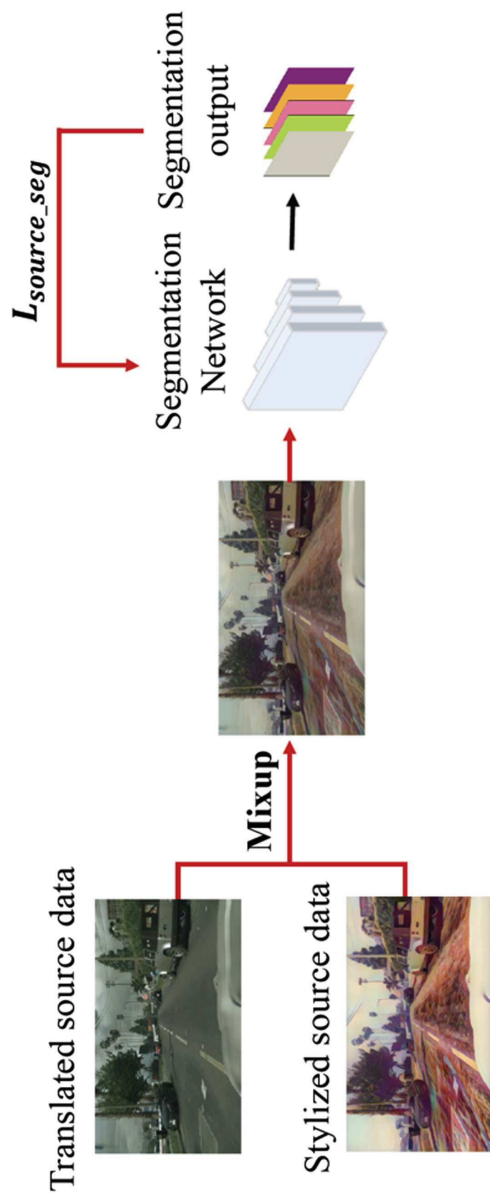 Translated source data
Stylized source data
Mixup
Segmentation
Network
L_source_seg
Segmentation
output